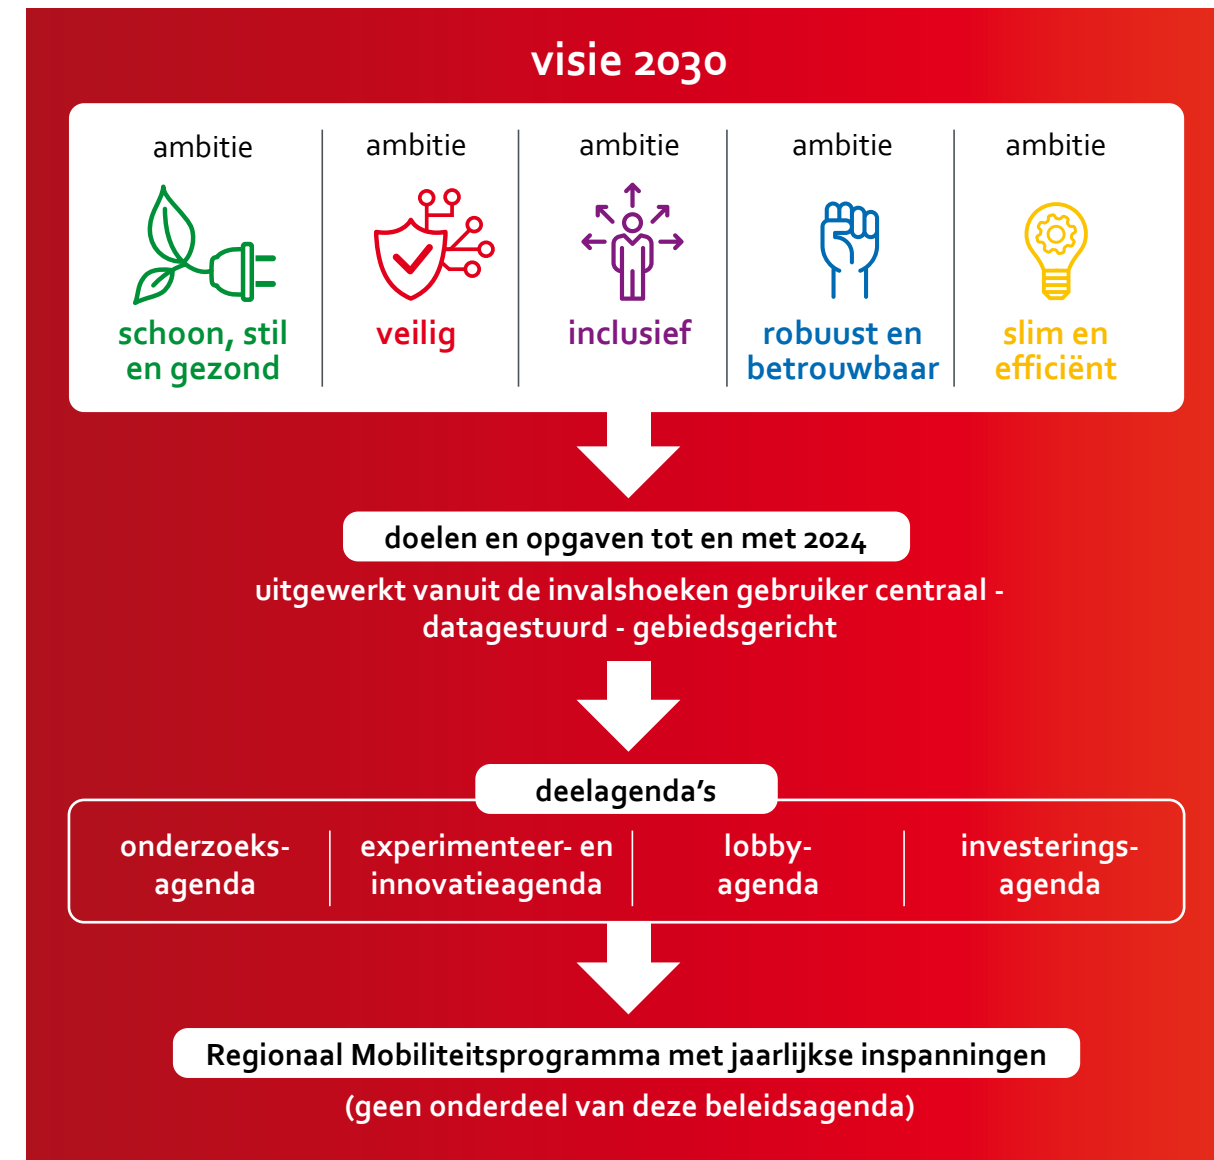 visie 2030
ambitie
schoon, stil
en gezond
ambitie
veilig
ambitie
inclusief
ambitie
robuust en
betrouwbaar
ambitie
slim en
efficiënt
doelen en opgaven tot en met 2024
uitgewerkt vanuit de invalshoeken gebruiker centraal -
datagestuurd - gebiedsgericht
deelagenda's
onderzoeks-
agenda
experimenteer- en
innovatieagenda
lobby-
agenda
investerings-
agenda
Regionaal Mobiliteitsprogramma met jaarlijkse inspanningen
(geen onderdeel van deze beleidsagenda)